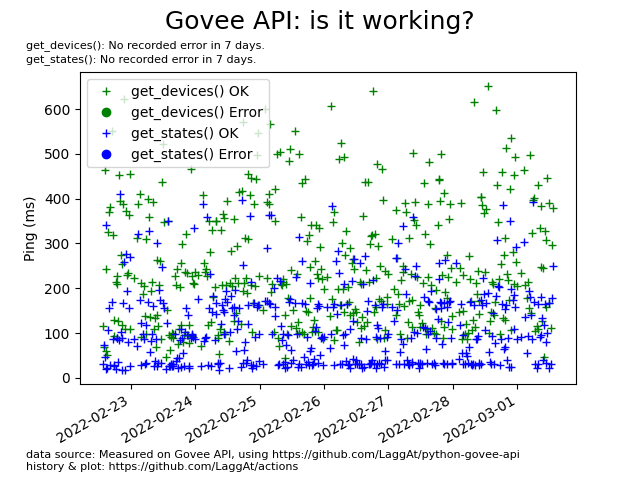 Govee API: is it working?
get_devices(): No recorded error in 7 days.
get_states(): No recorded error in 7 days.
get_devices() OK
get_devices() Error
get_states() OK
get_states() Error
Ping (ms)
600
500
400
300
200
100
0
2022-02-23
2022-02-24
2022-02-25
2022-02-26
2022-02-27
2022-02-28
2022-03-01
data source: Measured on Govee API, using https://github.com/LaggAt/python-govee-api
history & plot: https://github.com/LaggAt/actions